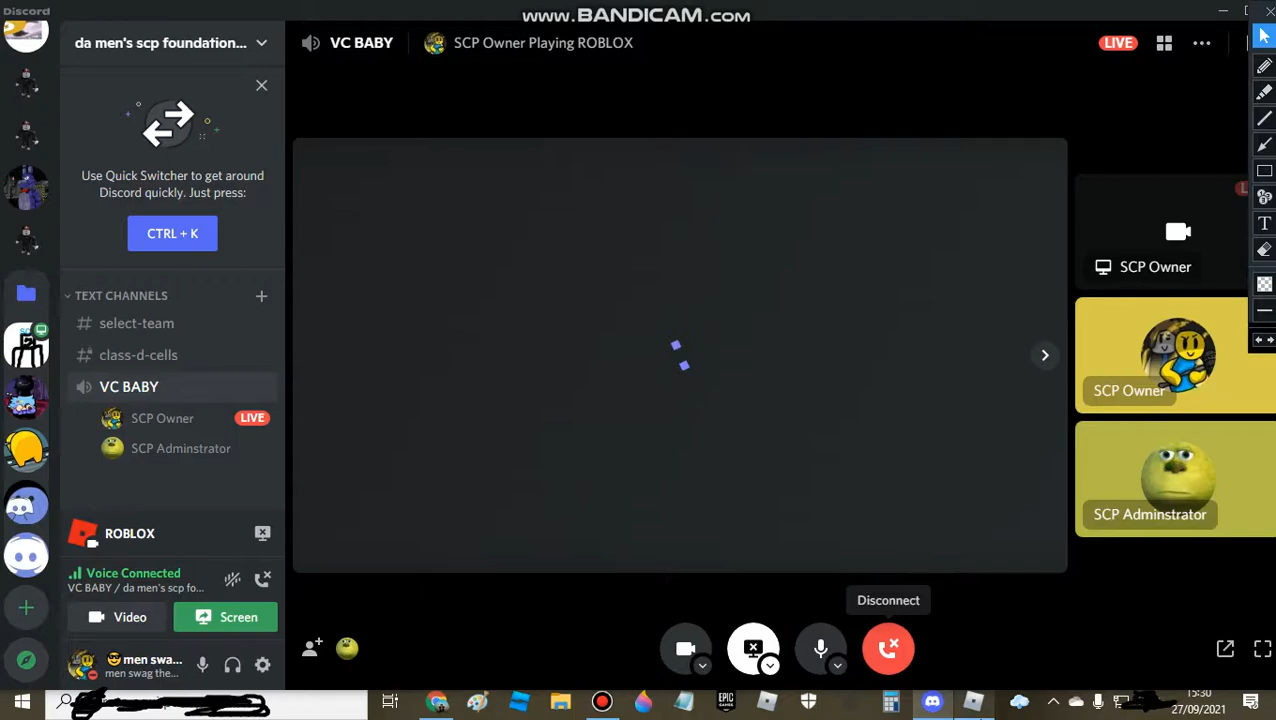 Discord
www.BANDICAM.com
da men's scp foundation...
VC BABY
SCP Owner Playing ROBLOX
LIVE
Use Quick Switcher to get around
Discord quickly. Just press:
CTRL + K
TEXT CHANNELS
select-team
class-d-cells
VC BABY
SCP Owner
LIVE
SCP Adminstrator
SCP Owner
SCP Owner
SCP Adminstrator
ROBLOX
Voice Connected
VC BABY / da men's scp fo...
Video
Screen
Disconnect
😎 men swa...
men swag the...
EPIC
GAMES
15:30
27/09/2021